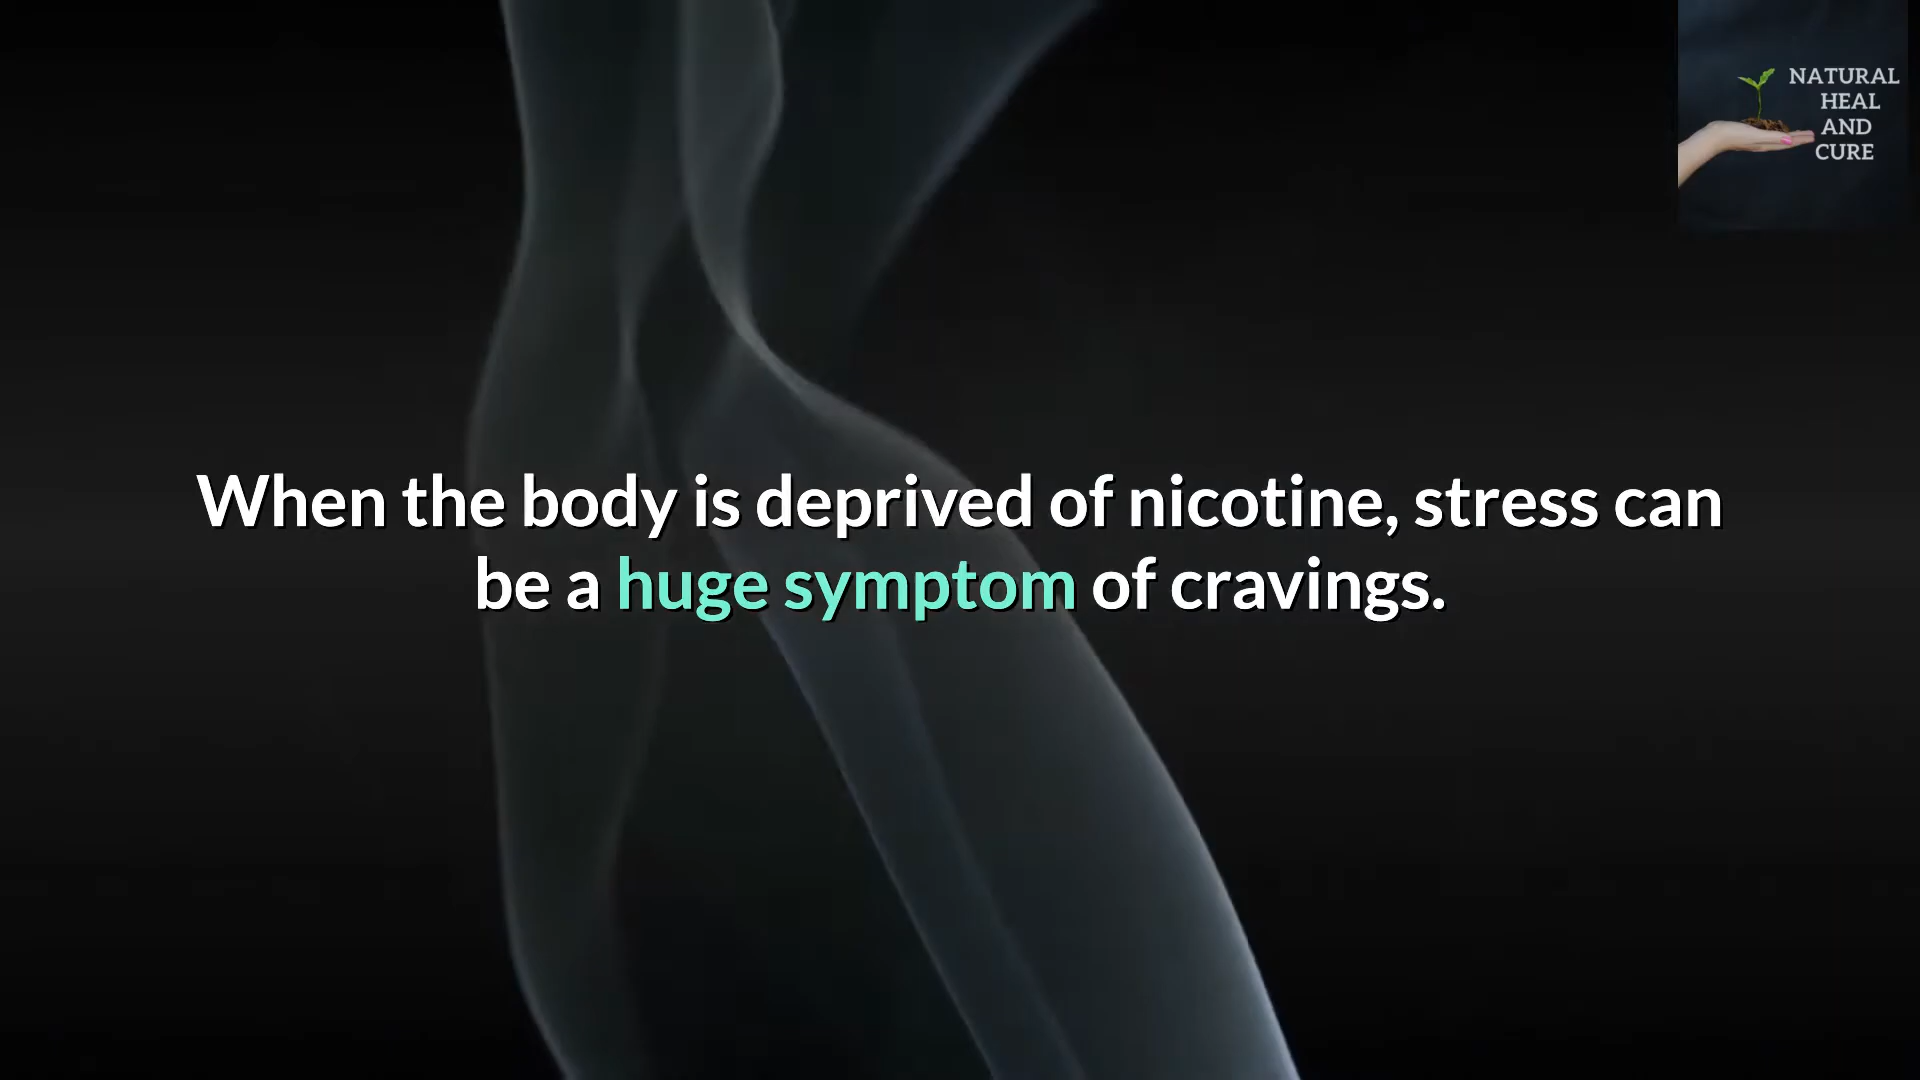 NATURAL
HEAL
AND
CURE
When the body is deprived of nicotine, stress can
be a huge symptom of cravings.